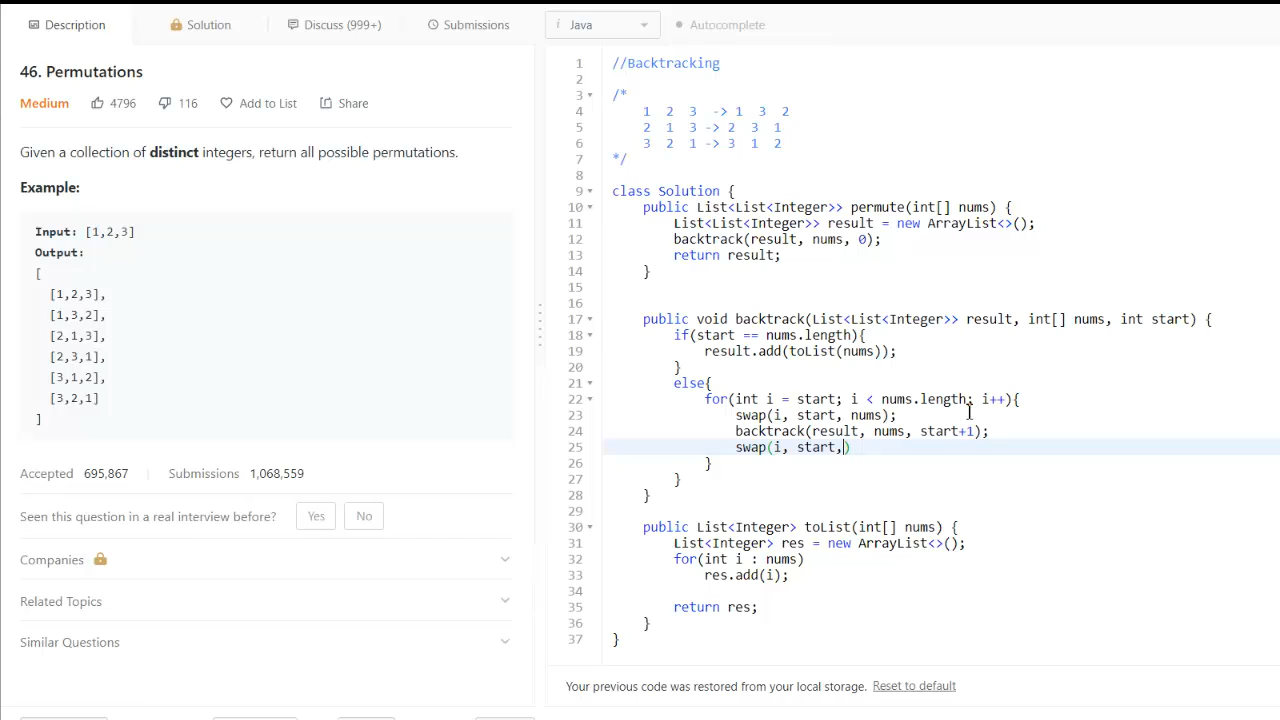 Description
Solution
Discuss (999+)
Submissions
i Java
Autocomplete
46. Permutations
Medium 4796 116 Add to List Share
Given a collection of distinct integers, return all possible permutations.
Example:
Input: [1,2,3]
Output:
[
[1,2,3],
[1,3,2],
[2,1,3],
[2,3,1],
[3,1,2],
[3,2,1]
]
Accepted 695,867 Submissions 1,068,559
Seen this question in a real interview before? Yes No
Companies
Related Topics
Similar Questions
1 //Backtracking
2
3 /*
4 1 2 3 -> 1 3 2
5 2 1 3 -> 2 3 1
6 3 2 1 -> 3 1 2
7 */
8
9 class Solution {
10 public List<List<Integer>> permute(int[] nums) {
11 List<List<Integer>> result = new ArrayList<>();
12 backtrack(result, nums, 0);
13 return result;
14 }
15
16
17 public void backtrack(List<List<Integer>> result, int[] nums, int start) {
18 if(start == nums.length){
19 result.add(toList(nums));
20 }
21 else{
22 for(int i = start; i < nums.length; i++){
23 swap(i, start, nums);
24 backtrack(result, nums, start+1);
25 swap(i, start,)
26 }
27 }
28 }
29
30 public List<Integer> toList(int[] nums) {
31 List<Integer> res = new ArrayList<>();
32 for(int i : nums)
33 res.add(i);
34
35 return res;
36 }
37 }
Your previous code was restored from your local storage. Reset to default